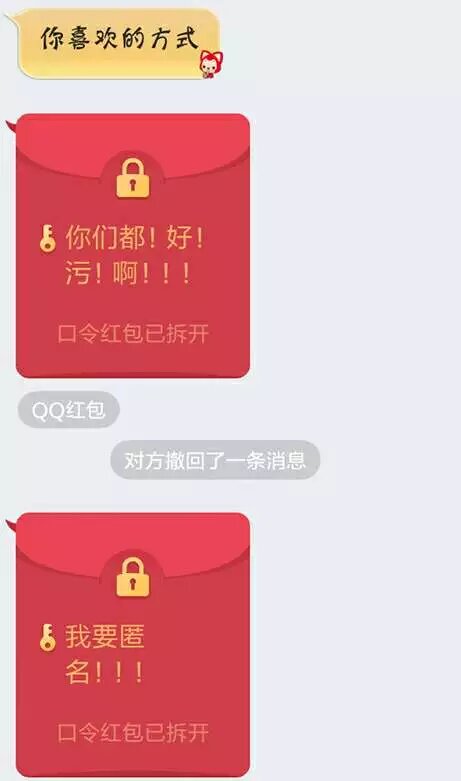 你喜欢的方式
你们都！好！
污！啊！！！
口令红包已拆开
QQ红包
对方撤回了一条消息
我要匿
名！！！
口令红包已拆开